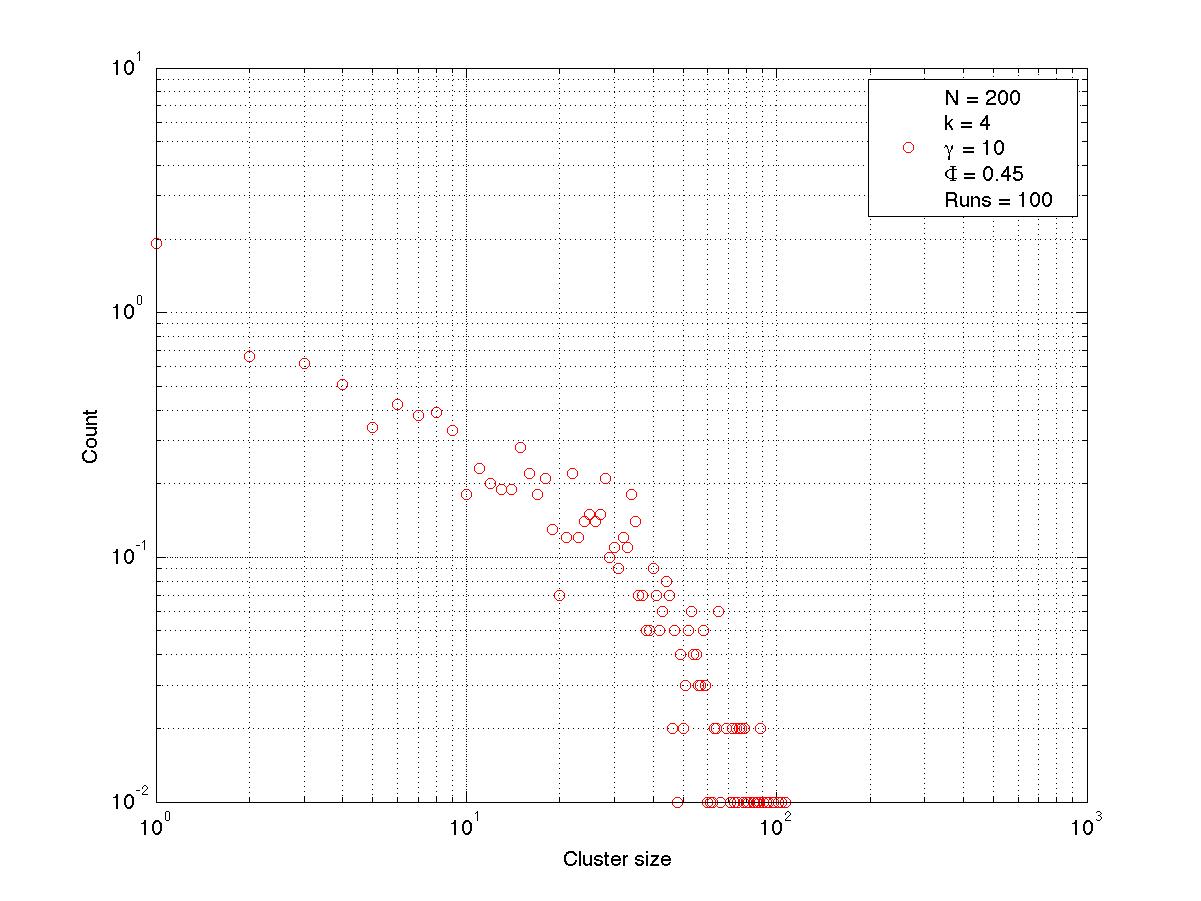 10^1
10^0
10^-1
10^-2
Count
10^0 10^1 10^2 10^3
Cluster size
N = 200
k = 4
γ = 10
Φ = 0.45
Runs = 100